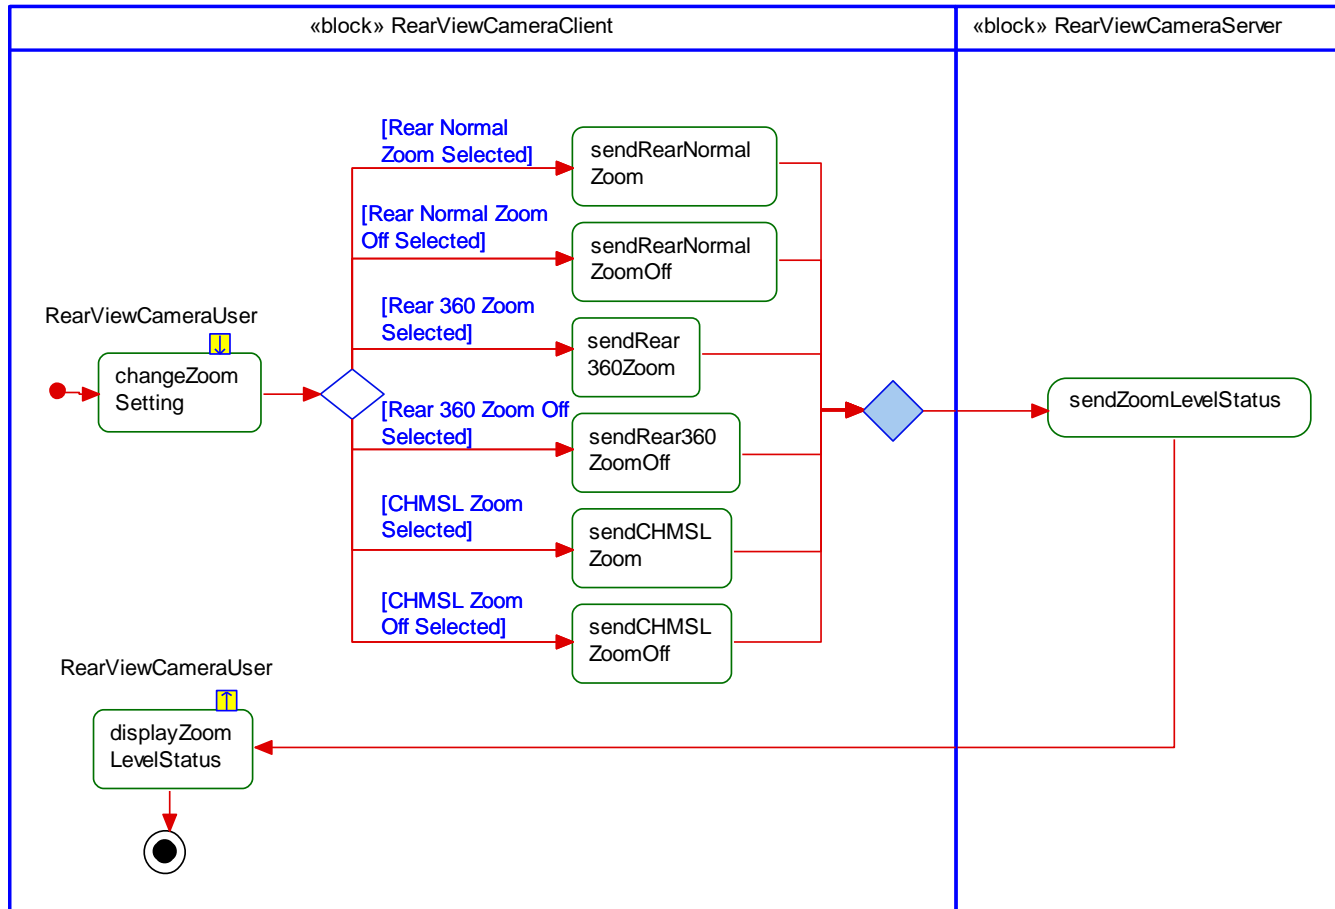 «block» RearViewCameraClient
«block» RearViewCameraServer
[Rear Normal
Zoom Selected]
sendRearNormal
Zoom
[Rear Normal Zoom
Off Selected]
sendRearNormal
ZoomOff
RearViewCameraUser
changeZoom
Setting
[Rear 360 Zoom
Selected]
sendRear
360Zoom
[Rear 360 Zoom Off
Selected]
sendRear360
ZoomOff
sendZoomLevelStatus
[CHMSL Zoom
Selected]
sendCHMSL
Zoom
[CHMSL Zoom
Off Selected]
sendCHMSL
ZoomOff
RearViewCameraUser
displayZoom
LevelStatus